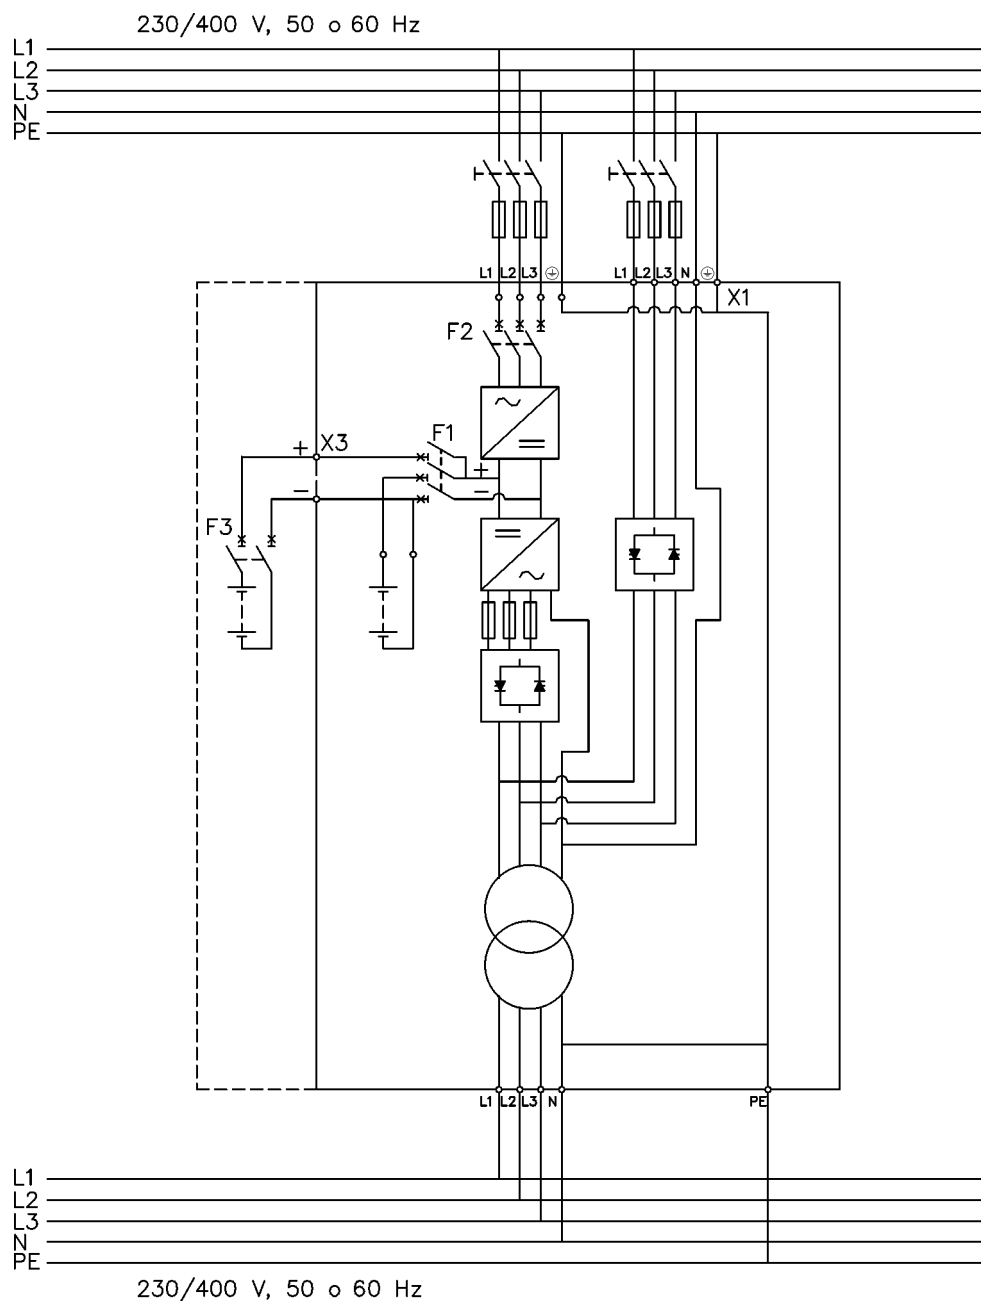 230/400 V, 50 o 60 Hz
L1
L2
L3
N
PE
L1 L2 L3
L1 L2 L3 N
X1
F2
F1
+ X3
+
−
−
F3
L1 L2 L3 N PE
L1
L2
L3
N
PE
230/400 V, 50 o 60 Hz